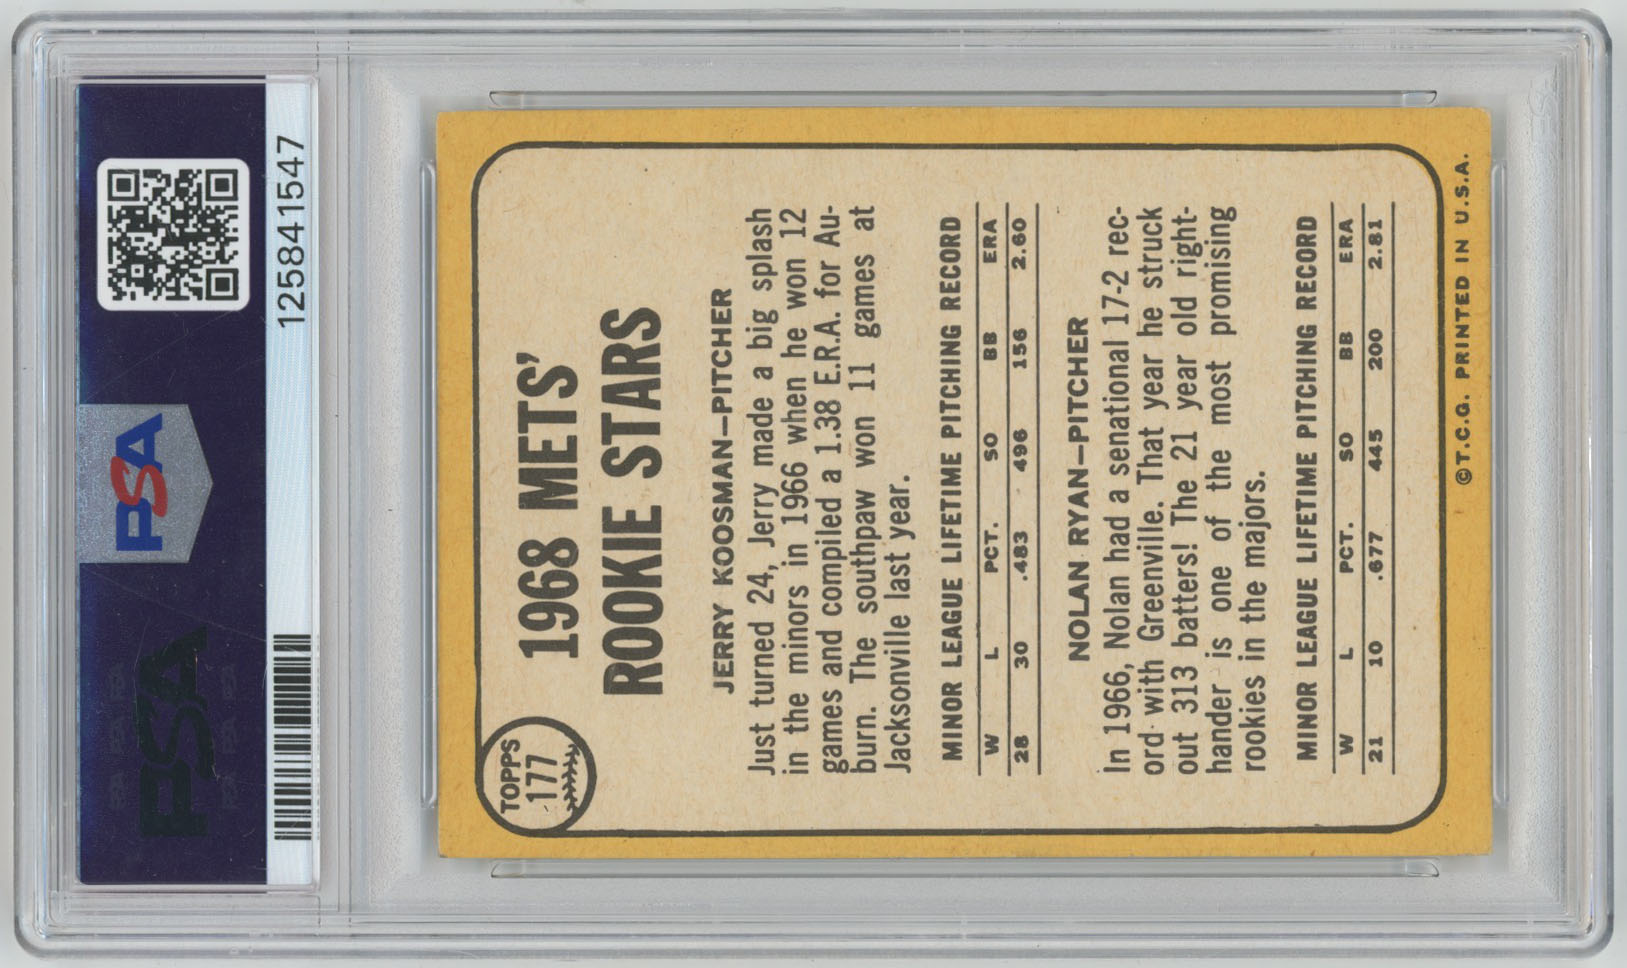 125841547
PSA
PSA
TOPPS
177
1968 METS'
ROOKIE STARS
JERRY KOOSMAN—PITCHER
Just turned 24, Jerry made a big splash
in the minors in 1966 when he won 12
games and compiled a 1.38 E.R.A. for Au-
burn. The southpaw won 11 games at
Jacksonville last year.
MINOR LEAGUE LIFETIME PITCHING RECORD
W L PCT. SO BB ERA
28 30 .483 496 156 2.60
NOLAN RYAN—PITCHER
In 1966, Nolan had a senational 17-2 rec-
ord with Greenville. That year he struck
out 313 batters! The 21 year old right-
hander is one of the most promising
rookies in the majors.
MINOR LEAGUE LIFETIME PITCHING RECORD
W L PCT. SO BB ERA
21 10 .677 445 200 2.81
©T.C.G. PRINTED IN U.S.A.